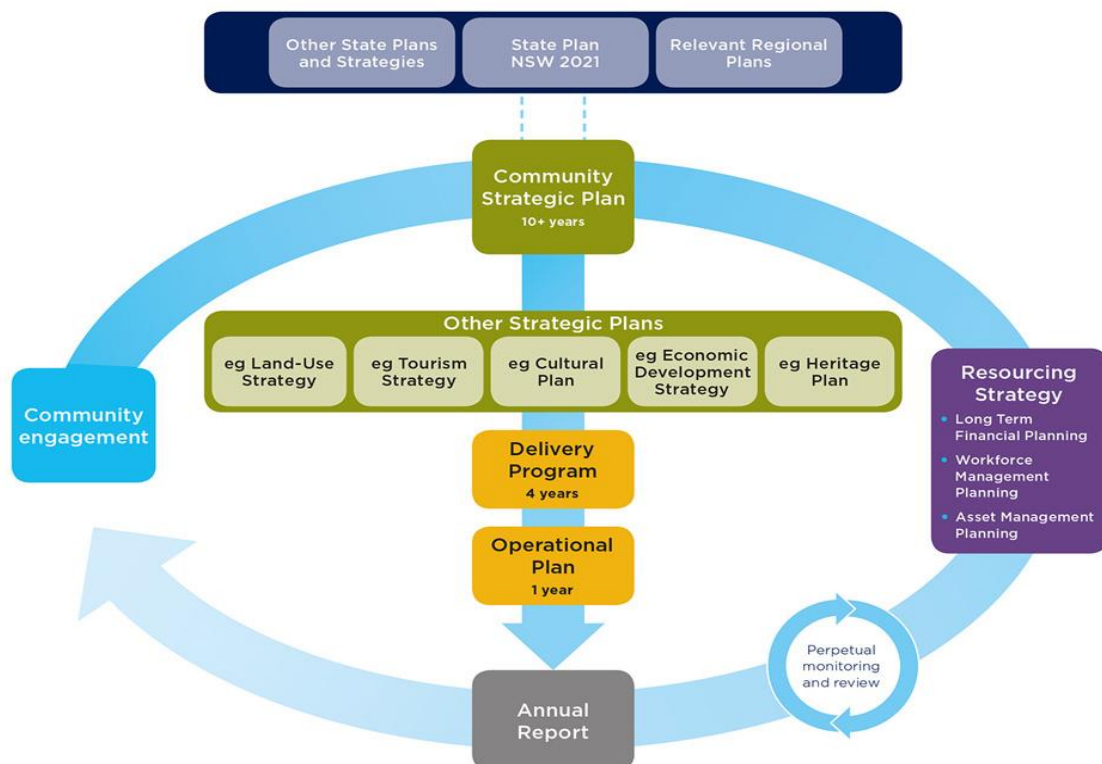 Other State Plans
and Strategies
State Plan
NSW 2021
Relevant Regional
Plans
Community
Strategic Plan
10+ years
Other Strategic Plans
eg Land-Use
Strategy
eg Tourism
Strategy
eg Cultural
Plan
eg Economic
Development
Strategy
eg Heritage
Plan
Community
engagement
Resourcing
Strategy
• Long Term
Financial Planning
• Workforce
Management
Planning
• Asset Management
Planning
Delivery
Program
4 years
Operational
Plan
1 year
Perpetual
monitoring
and review
Annual
Report